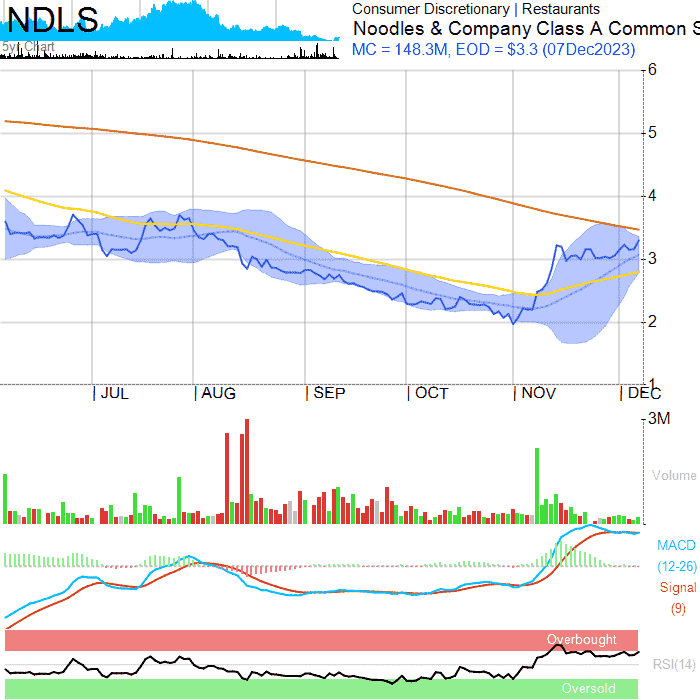 NDLS
5yr Chart
Consumer Discretionary | Restaurants
Noodles & Company Class A Common S
MC = 148.3M, EOD = $3.3 (07Dec2023)
6
5
4
3
2
1
JUL AUG SEP OCT NOV DEC
3M
Volume
MACD
(12-26)
Signal
(9)
Overbought
RSI(14)
Oversold